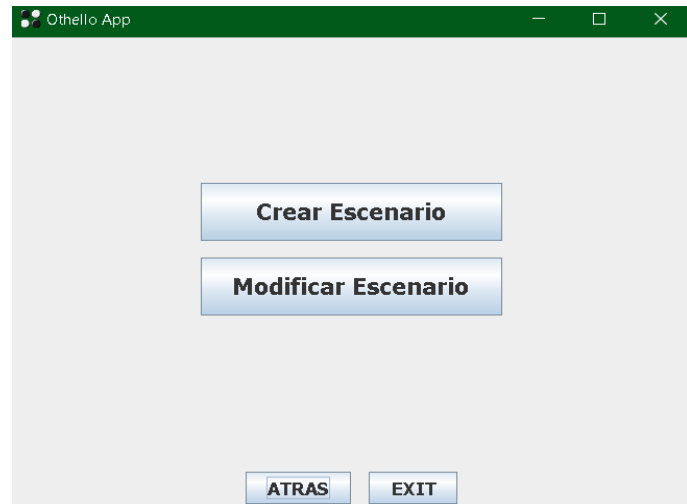 Othello App
Crear Escenario
Modificar Escenario
ATRAS EXIT